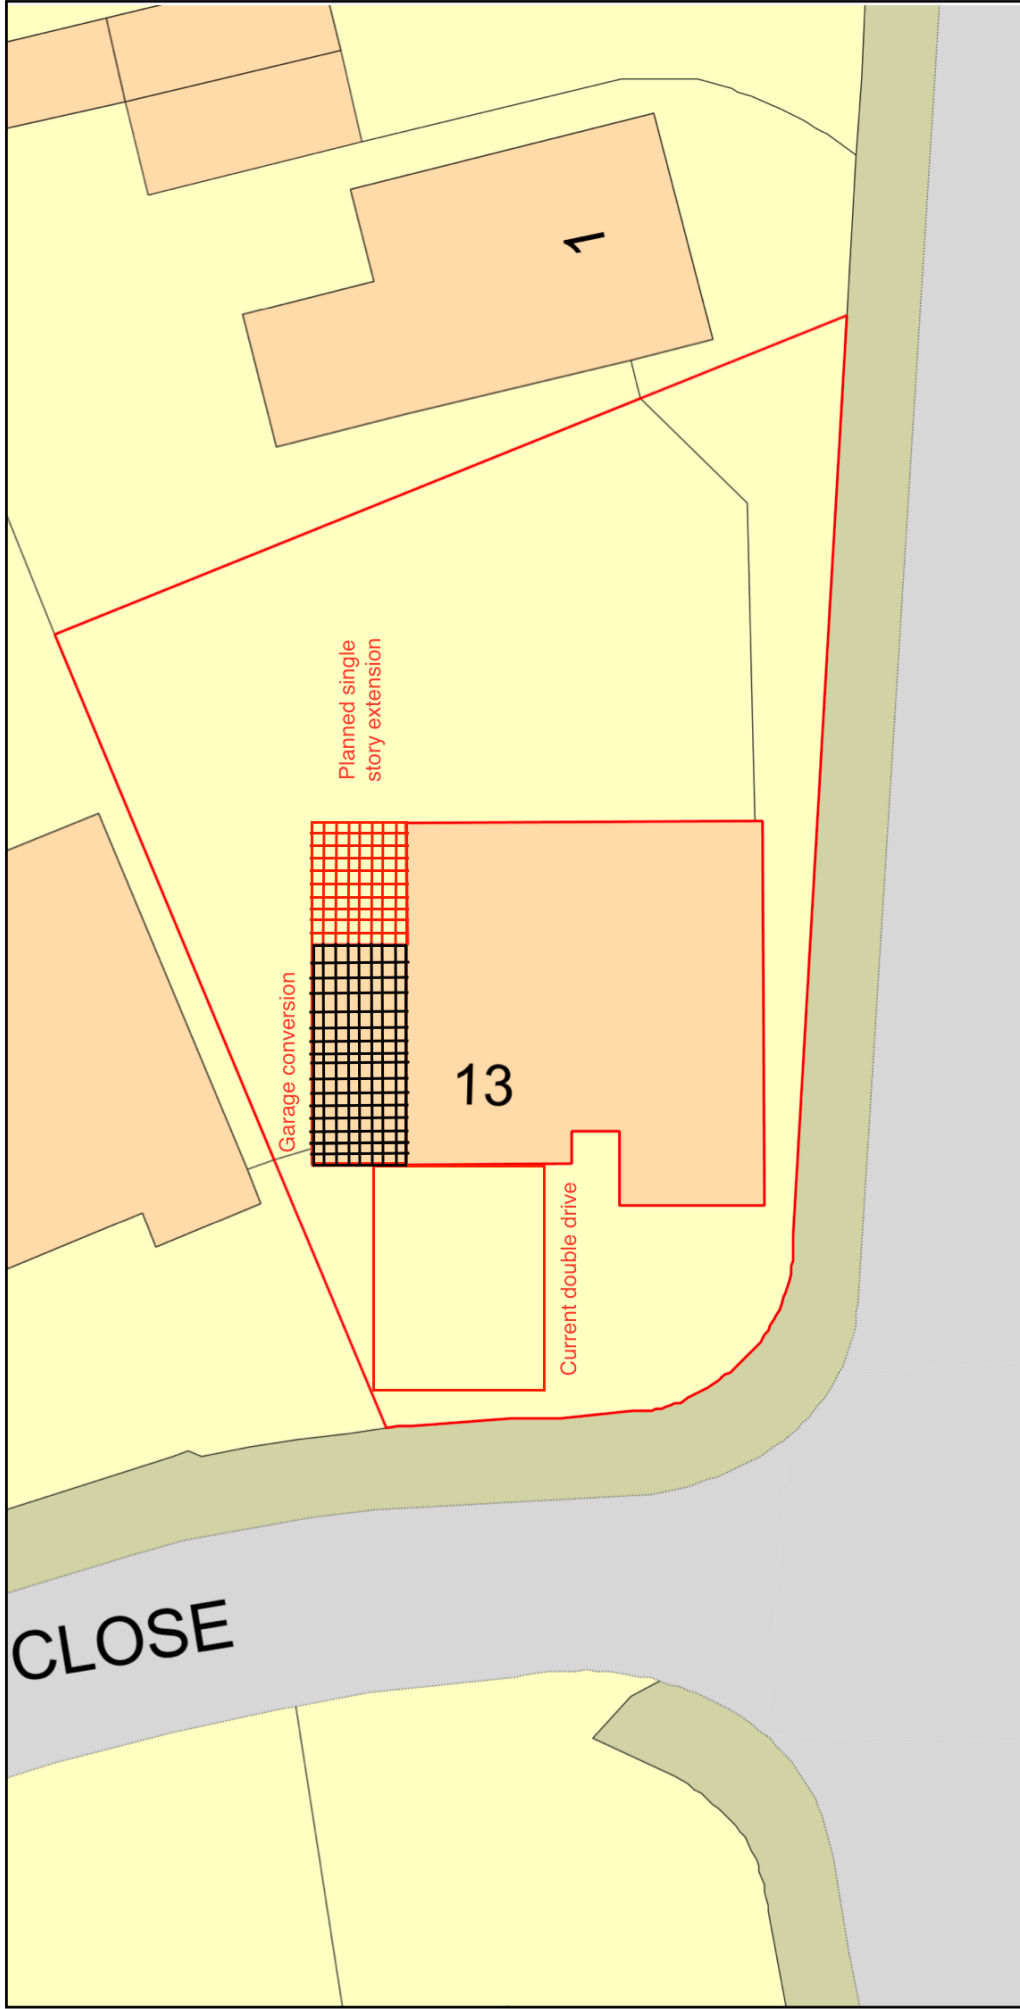 1
Planned single
story extension
Garage conversion
13
Current double drive
CLOSE